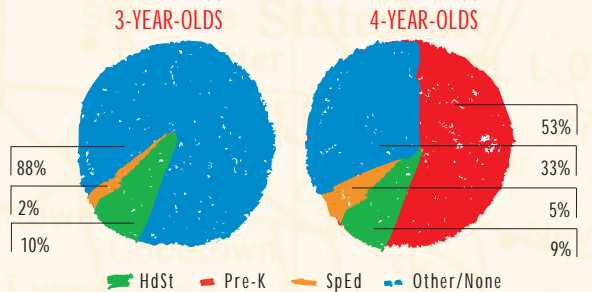 3-YEAR-OLDS
4-YEAR-OLDS
88%
2%
10%
53%
33%
5%
9%
HdSt Pre-K SpEd Other/None